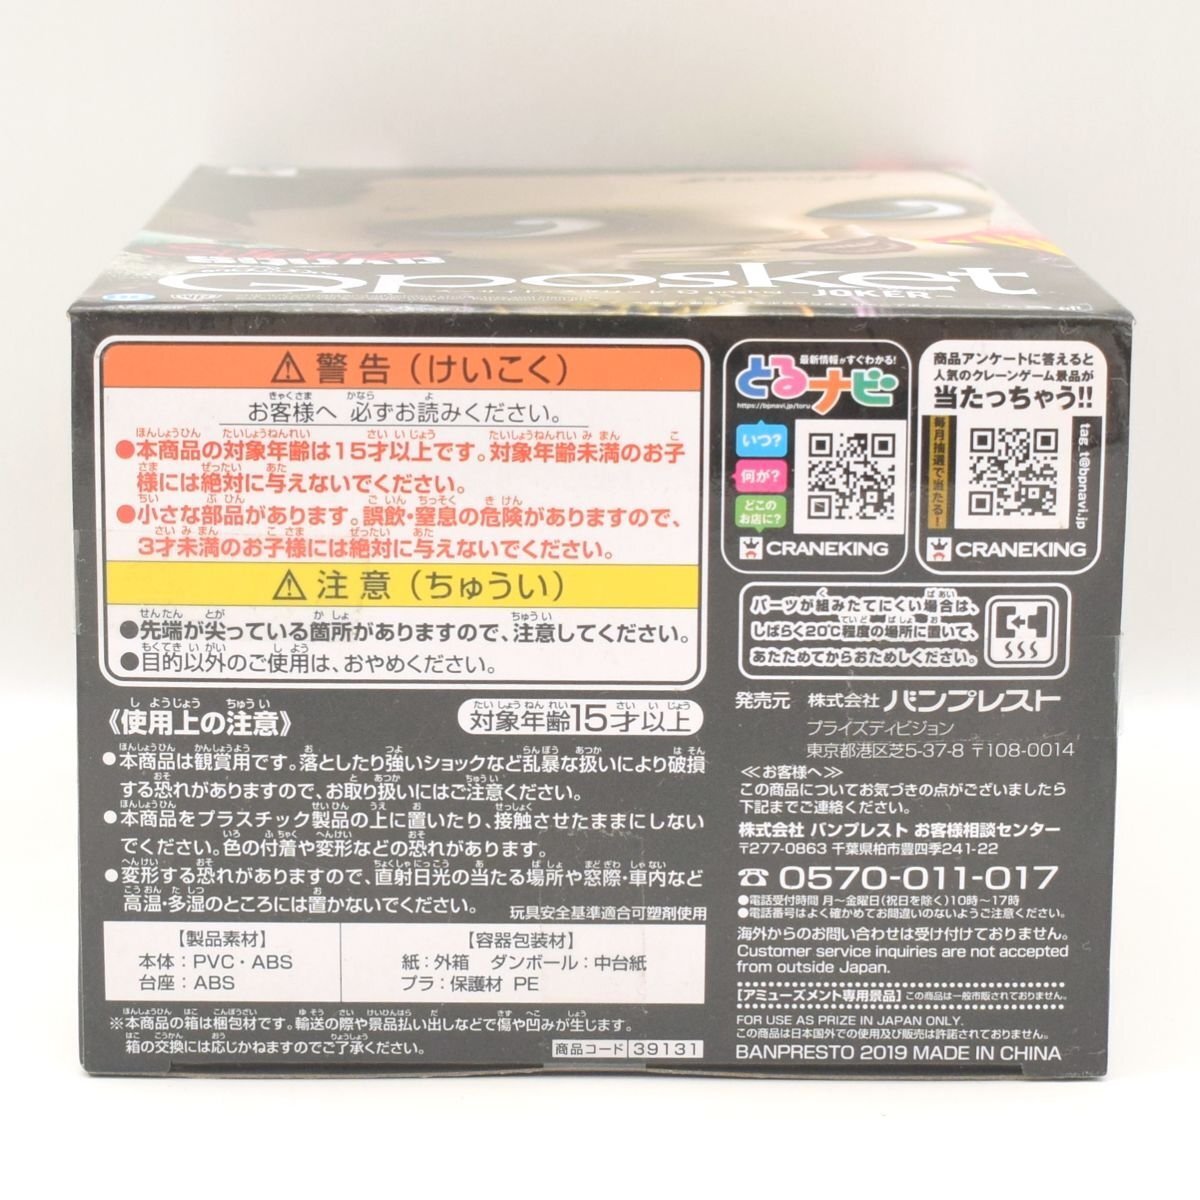 Qposket
JOKER
⚠警告（けいこく）
お客様へ 必ずお読みください。
●本商品の対象年齢は15才以上です。対象年齢未満のお子
様には絶対に与えないでください。
●小さな部品があります。誤飲・窒息の危険がありますので、
3才未満のお子様には絶対に与えないでください。
⚠注意（ちゅうい）
●先端が尖っている箇所がありますので、注意してください。
●目的以外のご使用は、おやめください。
《使用上の注意》
対象年齢15才以上
●本商品は観賞用です。落としたり強いショックなど乱暴な扱いにより破損
する恐れがありますので、お取り扱いにはご注意ください。
●本商品をプラスチック製品の上に置いたり、接触させたままにしない
でください。色の付着や変形などの恐れがあります。
●変形する恐れがありますので、直射日光の当たる場所や窓際・車内など
高温・多湿のところには置かないでください。
玩具安全基準適合可塑剤使用
【製品素材】
本体：PVC・ABS
台座：ABS
【容器包装材】
紙：外箱 ダンボール：中台紙
プラ：保護材 PE
※本商品の箱は梱包材です。輸送の際や景品払い出しなどで傷や凹みが生じます。
箱の交換には応じかねますのでご了承ください。
商品コード 39131
最新情報がすぐわかる!
とるナビ
https://bpnavi.jp/toru
いつ?
何が?
どこの
お店に?
CRANEKING
商品アンケートに答えると
人気のクレーンゲーム景品が
当たっちゃう!!
毎月抽選で当たる!
tag_t@bpnavi.jp
CRANEKING
パーツが組みたてにくい場合は、
しばらく20℃程度の場所に置いて、
あたためてからおためしください。
発売元 株式会社 バンプレスト
プライズディビジョン
東京都港区芝5-37-8 〒108-0014
≪お客様へ≫
この商品についてお気づきの点がございましたら
下記までご連絡ください。
株式会社 バンプレスト お客様相談センター
〒277-0863 千葉県柏市豊四季241-22
☎0570-011-017
●電話受付時間 月～金曜日(祝日を除く)10時～17時
●電話番号はよく確かめてお間違いのないようご注意ください。
海外からのお問い合わせは受け付けておりません。
Customer service inquiries are not accepted
from outside Japan.
【アミューズメント専用景品】この商品は一般市販されておりません。
FOR USE AS PRIZE IN JAPAN ONLY.
この商品は日本国外での使用及び販売は許諾されておりません。
BANPRESTO 2019 MADE IN CHINA